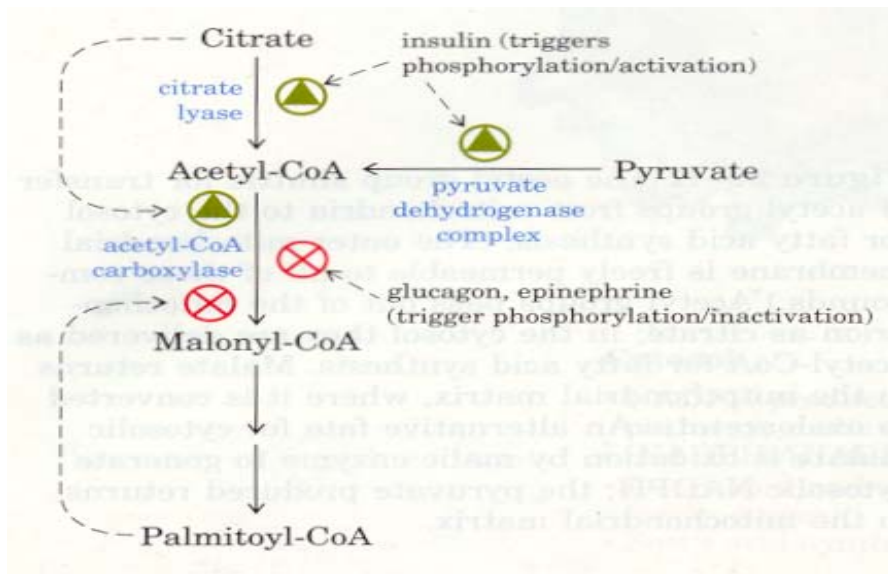 Citrate
insulin (triggers
phosphorylation/activation)
citrate
lyase
Acetyl-CoA
Pyruvate
pyruvate
dehydrogenase
complex
acetyl-CoA
carboxylase
glucagon, epinephrine
(trigger phosphorylation/inactivation)
Malonyl-CoA
Palmitoyl-CoA